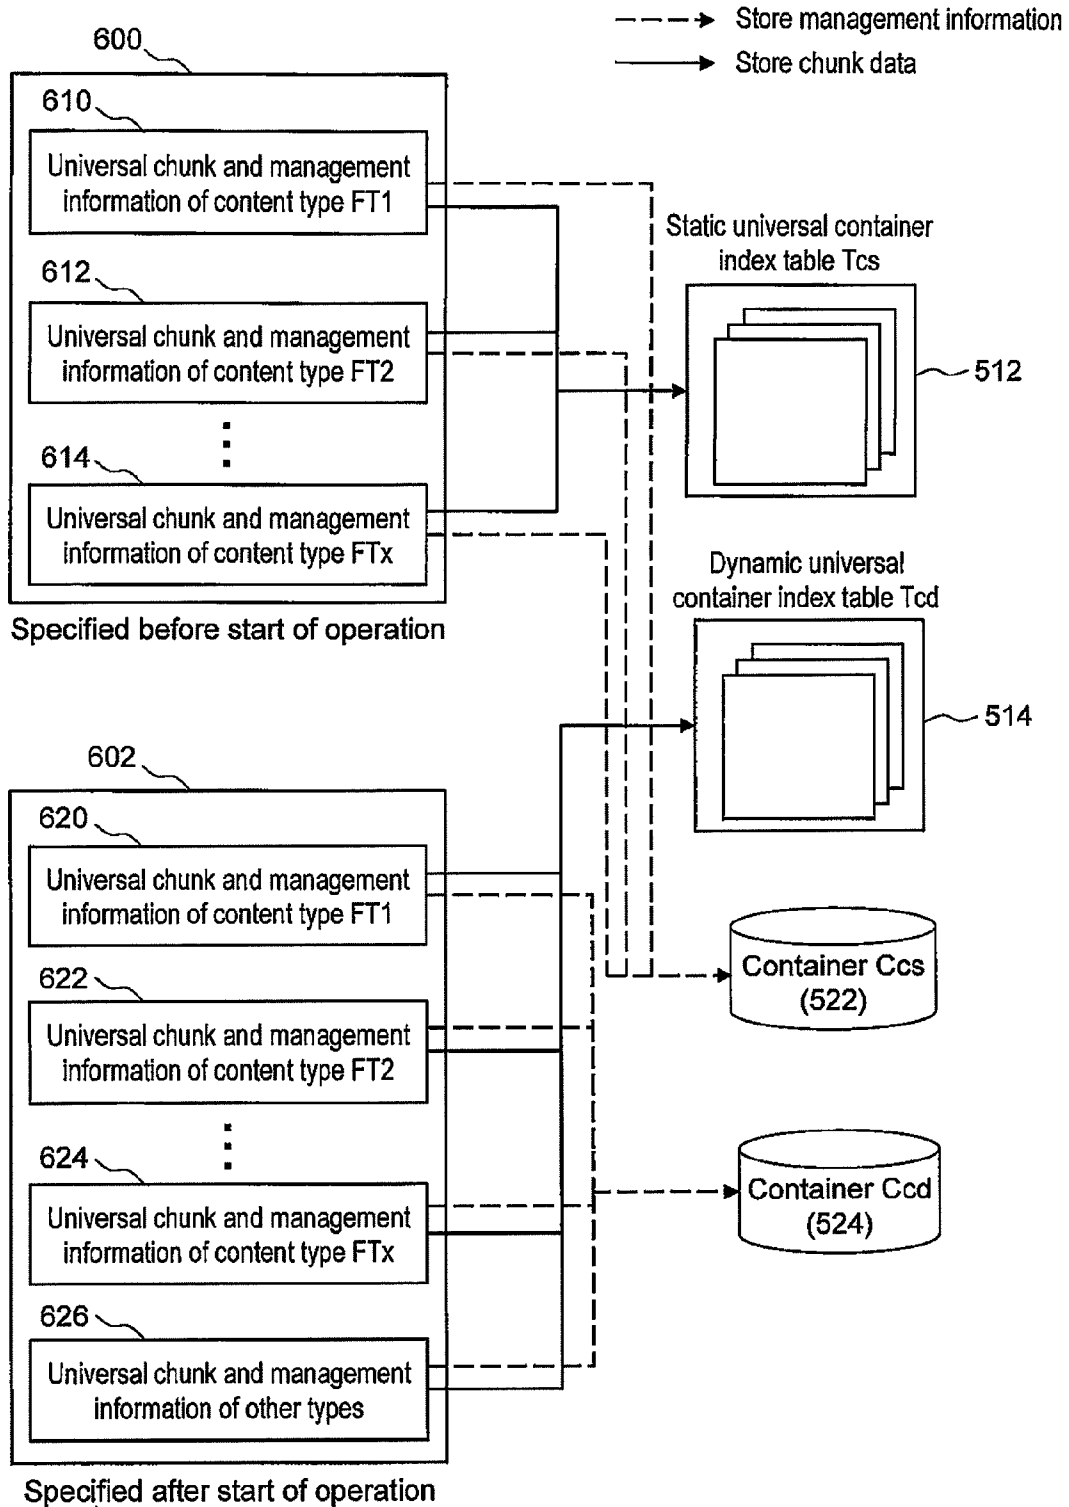 Store management information
Store chunk data
600
610
Universal chunk and management
information of content type FT1
612
Universal chunk and management
information of content type FT2
614
Universal chunk and management
information of content type FTx
Specified before start of operation
Static universal container
index table Tcs
512
Dynamic universal
container index table Tcd
514
602
620
Universal chunk and management
information of content type FT1
622
Universal chunk and management
information of content type FT2
624
Universal chunk and management
information of content type FTx
626
Universal chunk and management
information of other types
Specified after start of operation
Container Ccs
(522)
Container Ccd
(524)